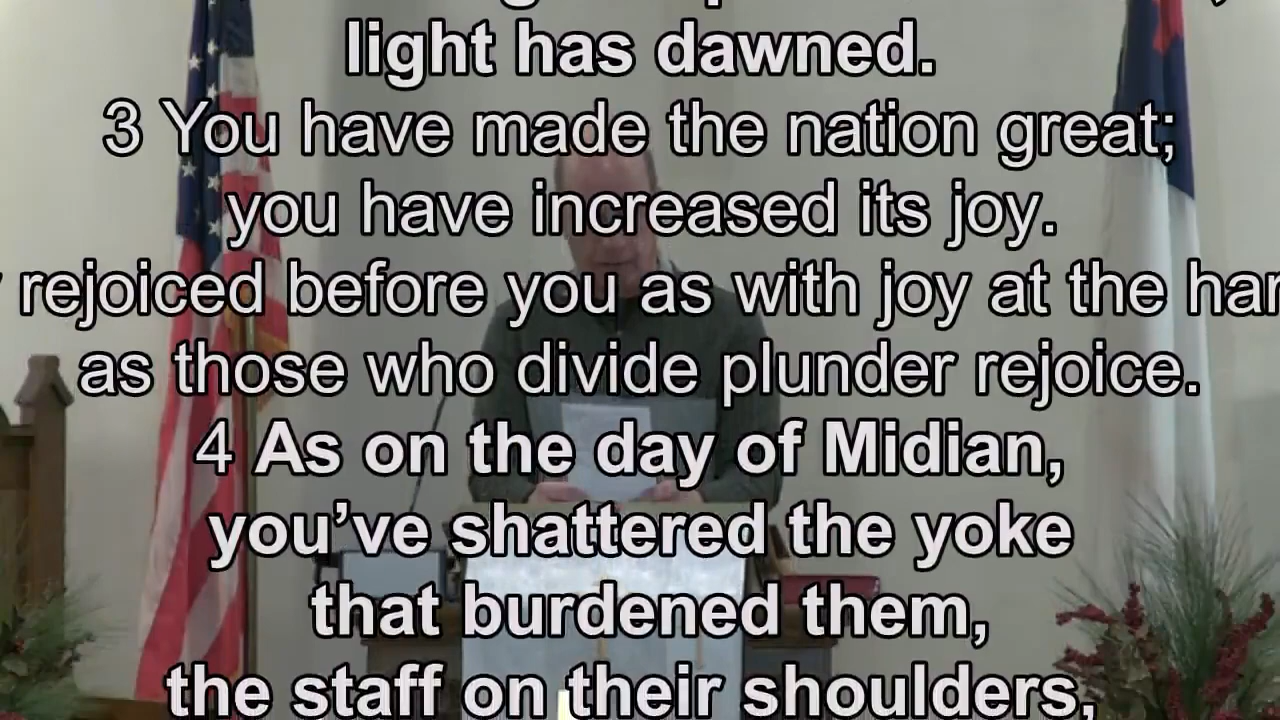 light has dawned.
3 You have made the nation great;
you have increased its joy.
rejoiced before you as with joy at the
as those who divide plunder rejoice.
4 As on the day of Midian,
you’ve shattered the yoke
that burdened them,
the staff on their shoulders,